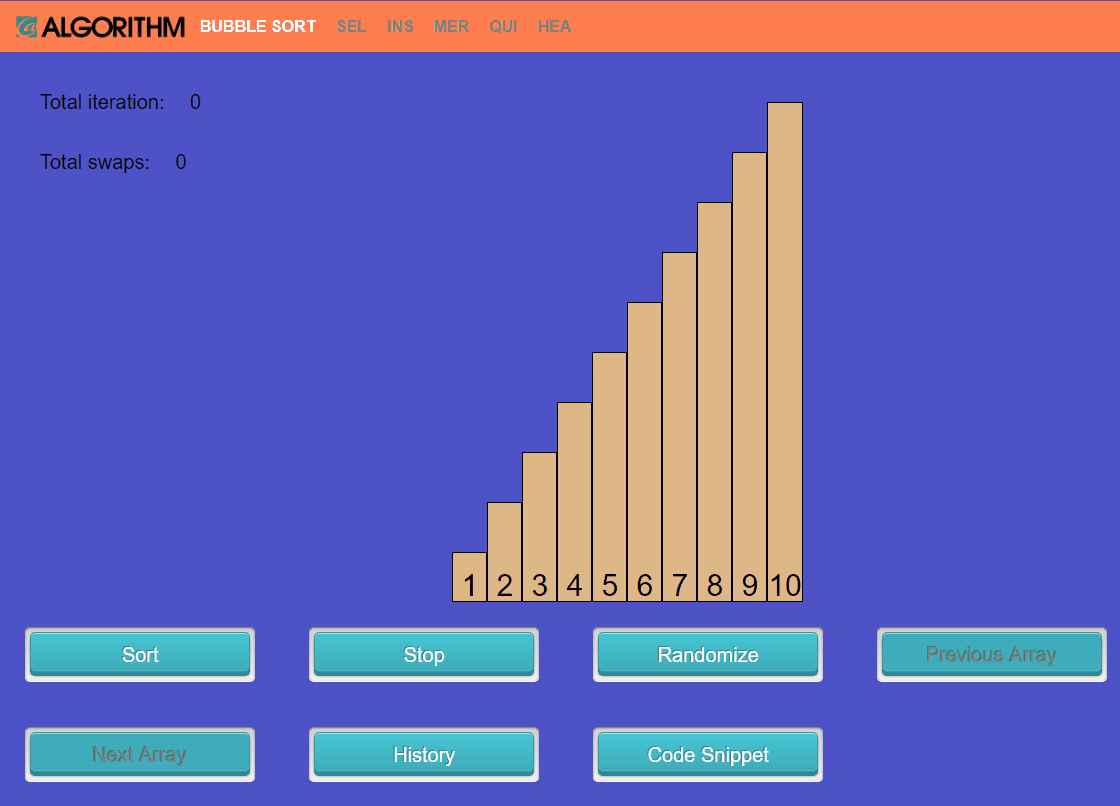 ALGORITHM BUBBLE SORT SEL INS MER QUI HEA
Total iteration: 0
Total swaps: 0
1 2 3 4 5 6 7 8 9 10
Sort Stop Randomize Previous Array
Next Array History Code Snippet